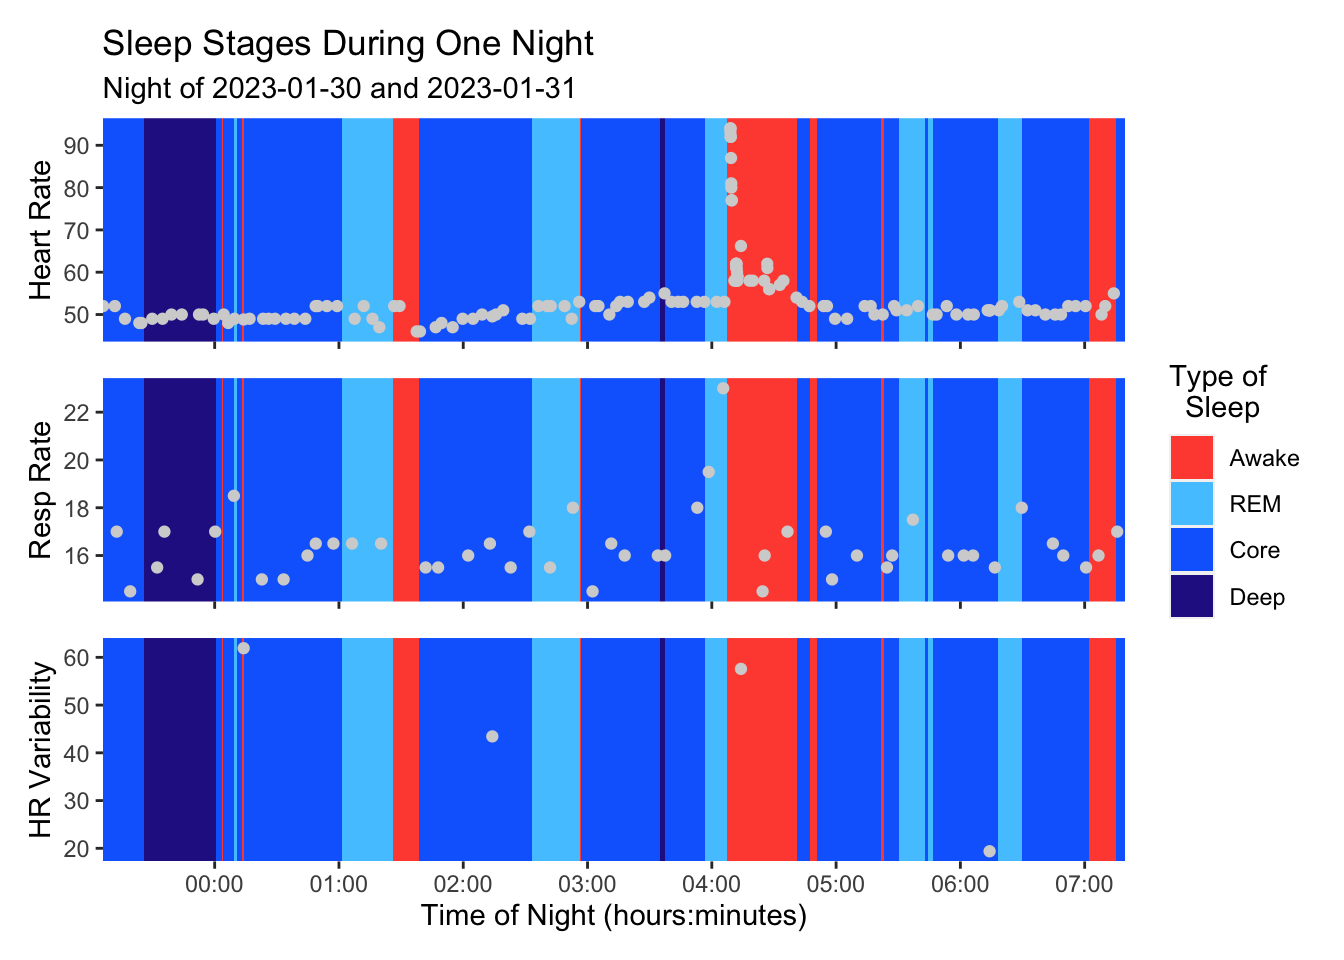 Sleep Stages During One Night
Night of 2023-01-30 and 2023-01-31
Heart Rate
90
80
70
60
50
Resp Rate
22
20
18
16
HR Variability
60
50
40
30
20
00:00 01:00 02:00 03:00 04:00 05:00 06:00 07:00
Time of Night (hours:minutes)
Type of
Sleep
Awake
REM
Core
Deep